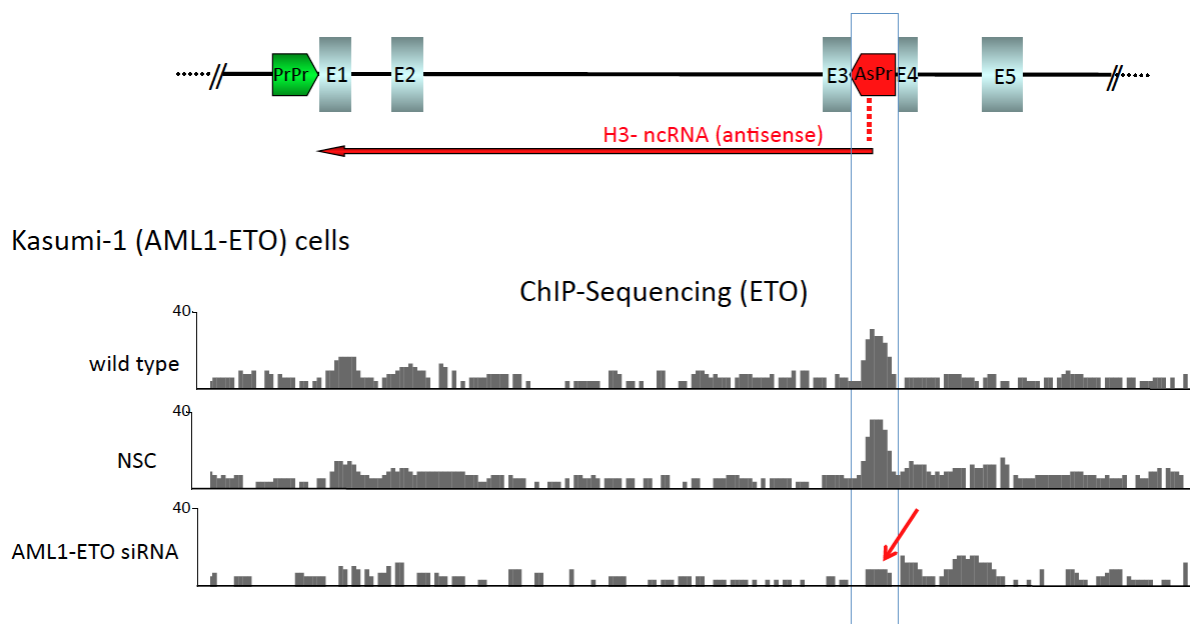 PrPr E1 E2 E3 AsPr E4 E5
H3- ncRNA (antisense)
Kasumi-1 (AML1-ETO) cells
ChIP-Sequencing (ETO)
40
wild type
40
NSC
40
AML1-ETO siRNA